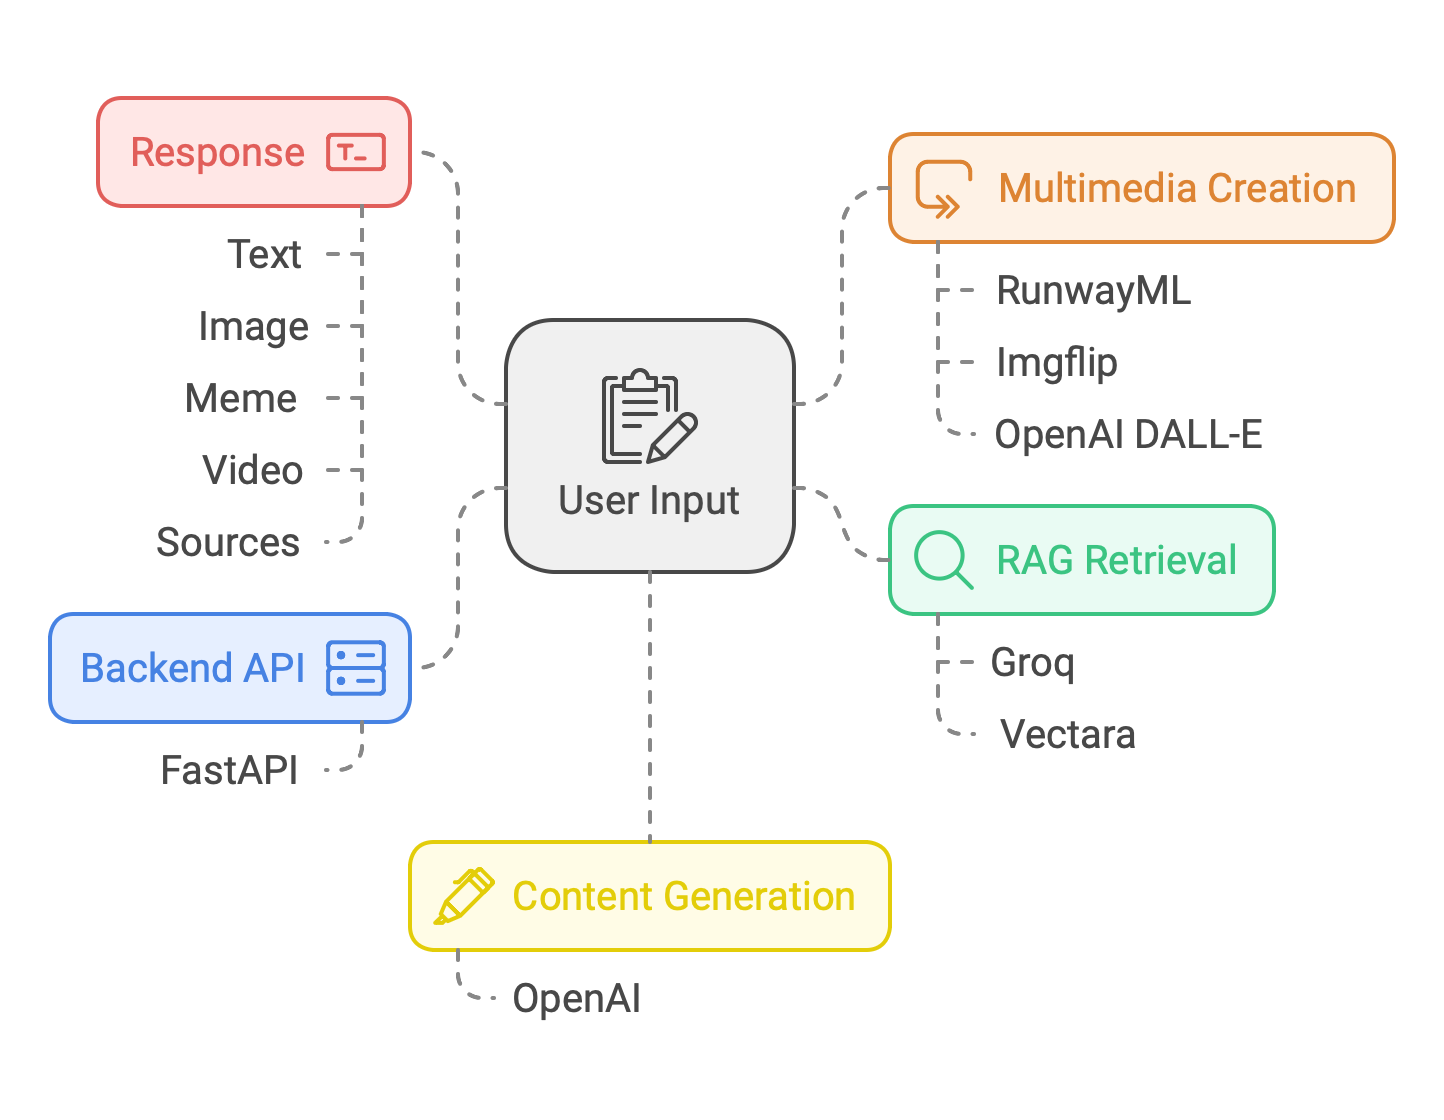 Response
Text
Image
Meme
Video
Sources
Backend API
FastAPI
User Input
Multimedia Creation
RunwayML
Imgflip
OpenAI DALL-E
RAG Retrieval
Groq
Vectara
Content Generation
OpenAI